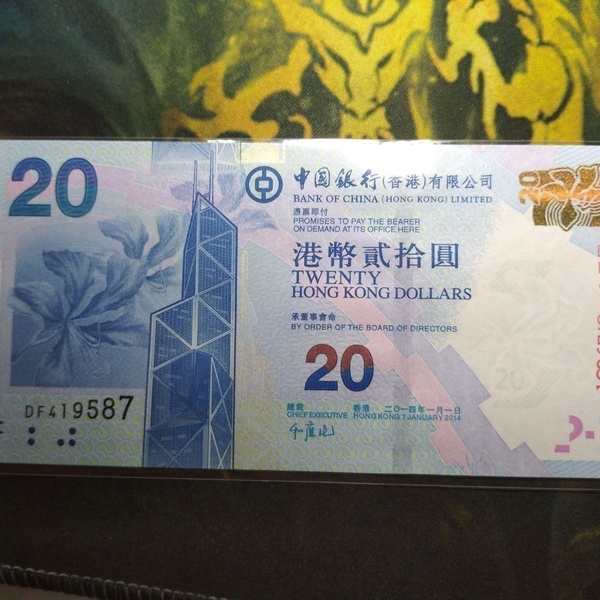 20
中國銀行(香港)有限公司
BANK OF CHINA (HONG KONG) LIMITED
憑票即付
PROMISES TO PAY THE BEARER
ON DEMAND AT ITS OFFICE HERE
港幣貳拾圓
TWENTY
HONG KONG DOLLARS
承董事會命
BY ORDER OF THE BOARD OF DIRECTORS
20
DF419587
總裁
CHIEF EXECUTIVE
香港 二〇一四年一月一日
HONG KONG 1 JANUARY 2014
20
20